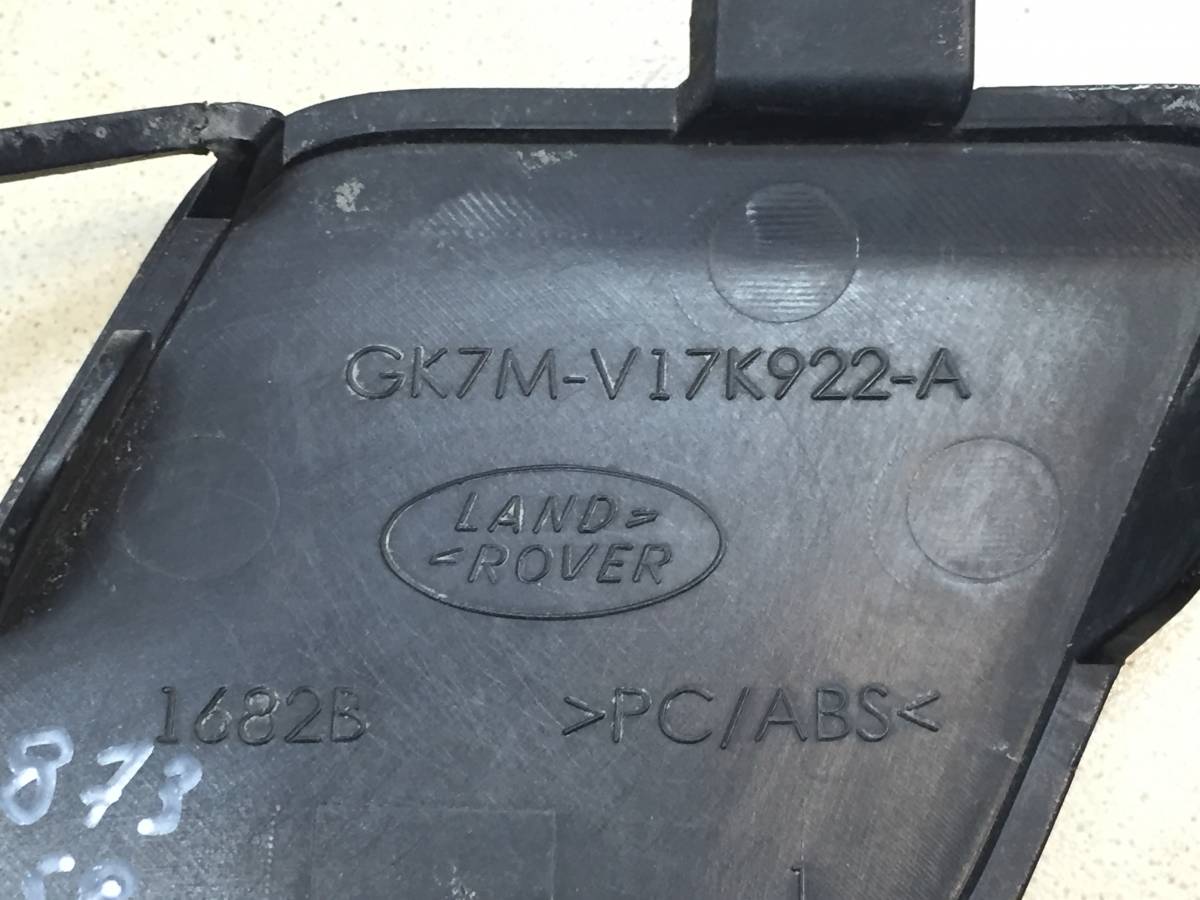 GK7M-V17K922-A
LAND>
<ROVER
1682B
>PC/ABS<
873